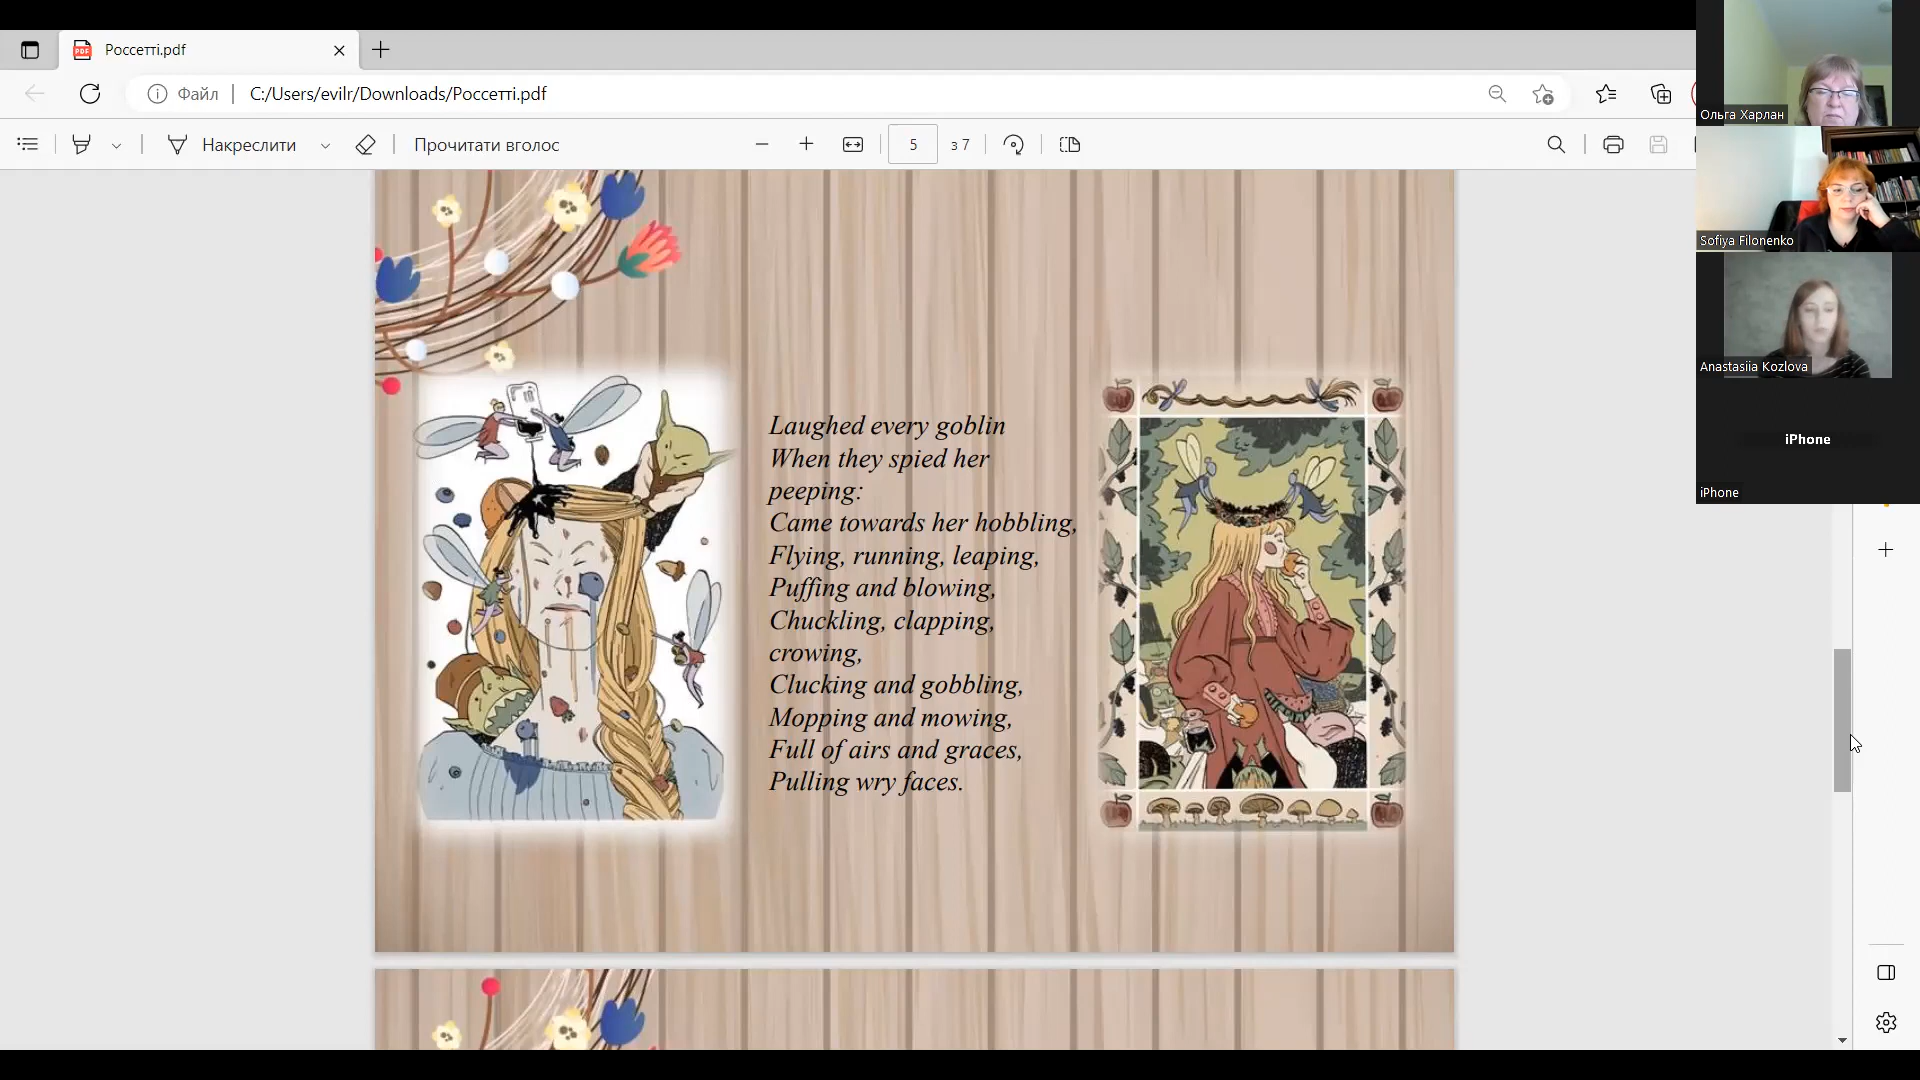 Россетті.pdf
Файл
C:/Users/evilr/Downloads/Россетті.pdf
Накреслити
Прочитати вголос
5
з 7
Laughed every goblin
When they spied her
peeping:
Came towards her hobbling,
Flying, running, leaping,
Puffing and blowing,
Chuckling, clapping,
crowing,
Clucking and gobbling,
Mopping and mowing,
Full of airs and graces,
Pulling wry faces.
Ольга Харлан
Sofiya Filonenko
Anastasiia Kozlova
iPhone
iPhone